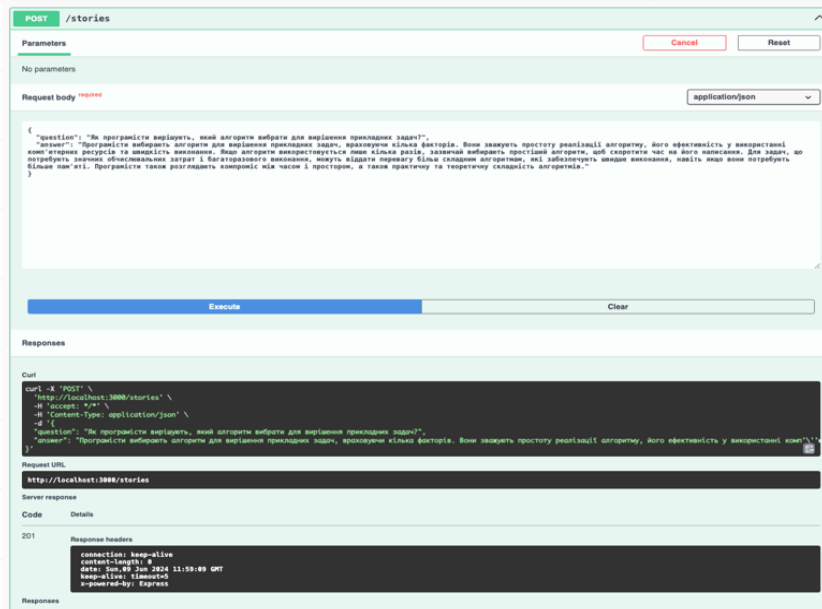 POST /stories
Parameters
Cancel
Reset
No parameters
Request body required
application/json
{
"question": "Як програмісти вирішують, який алгоритм вибрати для вирішення прикладних задач?",
"answer": "Програмісти вибирають алгоритм для вирішення прикладних задач, враховуючи кілька факторів. Вони зважують простоту реалізації алгоритму, його ефективність у використанні
комп'ютерних ресурсів та швидкість виконання. Якщо алгоритм використовується лише кілька разів, зазвичай вибирають простіший алгоритм, щоб скоротити час на його написання. Для задач, що
потребують значних обчислювальних затрат і багаторазового виконання, можуть віддати перевагу більш складним алгоритмам, які забезпечують швидше виконання, навіть якщо вони потребують
більше пам'яті. Програмісти також розглядають компроміс між часом і простором, а також практичну та теоретичну складність алгоритмів."
}
Execute
Clear
Responses
Curl
curl -X 'POST' \
'http://localhost:3000/stories' \
-H 'accept: */*' \
-H 'Content-Type: application/json' \
-d '{
"question": "Як програмісти вирішують, який алгоритм вибрати для вирішення прикладних задач?",
"answer": "Програмісти вибирають алгоритм для вирішення прикладних задач, враховуючи кілька факторів. Вони зважують простоту реалізації алгоритму, його ефективність у використанні комп'\''
}'
Request URL
http://localhost:3000/stories
Server response
Code Details
201
Response headers
connection: keep-alive
content-length: 0
date: Sun,09 Jun 2024 11:59:09 GMT
keep-alive: timeout=5
x-powered-by: Express
Responses